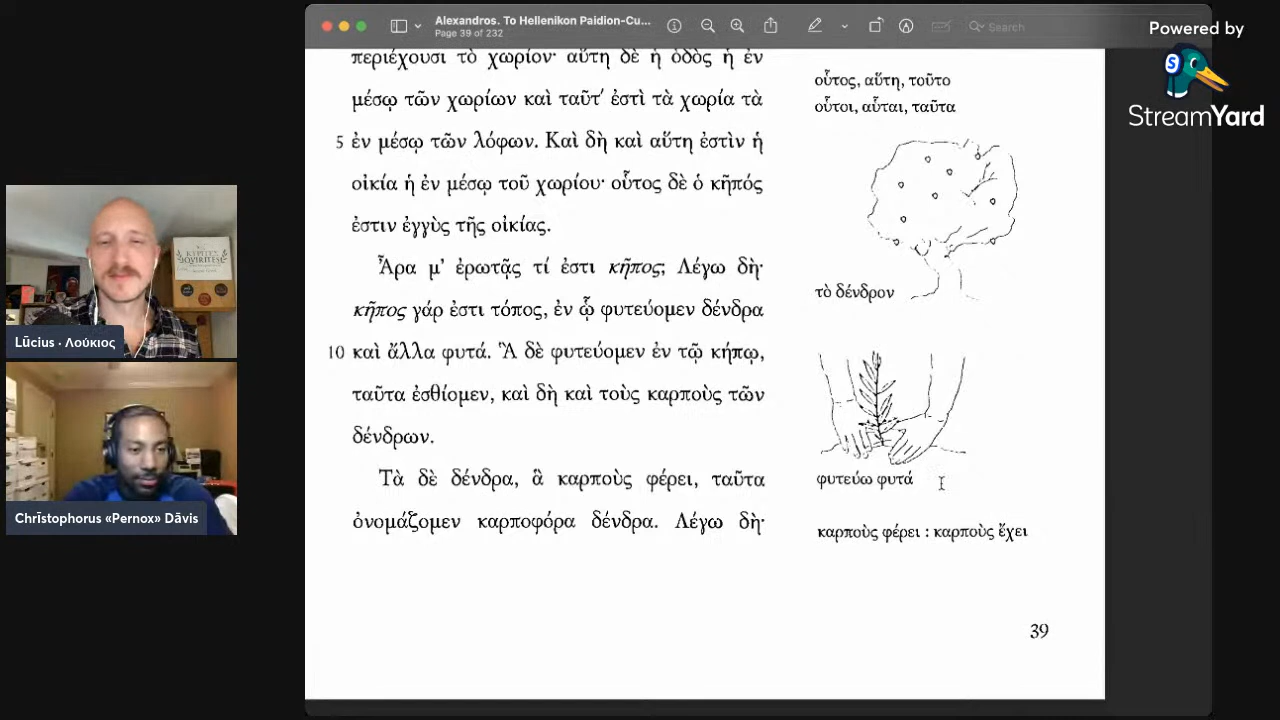 Alexandros. To Hellenikon Paidion-Cu...
Page 39 of 232
Search
Powered by
S
StreamYard
περιέχουσι τὸ χωρίον· αὕτη δὲ ἡ ὁδὸς ἡ ἐν
μέσῳ τῶν χωρίων καὶ ταῦτ' ἐστὶ τὰ χωρία τὰ
5 ἐν μέσῳ τῶν λόφων. Καὶ δὴ καὶ αὕτη ἐστὶν ἡ
οἰκία ἡ ἐν μέσῳ τοῦ χωρίου· οὗτος δὲ ὁ κῆπός
ἐστιν ἐγγὺς τῆς οἰκίας.
Ἆρα μ' ἐρωτᾷς τί ἐστι κῆπος; Λέγω δὴ·
κῆπος γάρ ἐστι τόπος, ἐν ᾧ φυτεύομεν δένδρα
10 καὶ ἄλλα φυτά. Ἃ δὲ φυτεύομεν ἐν τῷ κήπῳ,
ταῦτα ἐσθίομεν, καὶ δὴ καὶ τοὺς καρποὺς τῶν
δένδρων.
Τὰ δὲ δένδρα, ἃ καρποὺς φέρει, ταῦτα
ὀνομάζομεν καρποφόρα δένδρα. Λέγω δὴ·
οὗτος, αὕτη, τοῦτο
οὗτοι, αὗται, ταῦτα
τὸ δένδρον
φυτεύω φυτά
καρποὺς φέρει : καρποὺς ἔχει
39
ΚΥΡΙΤΕΣ
QVIRITES
Lūcius · Λούκιος
Chrīstophorus «Pernox» Dāvis